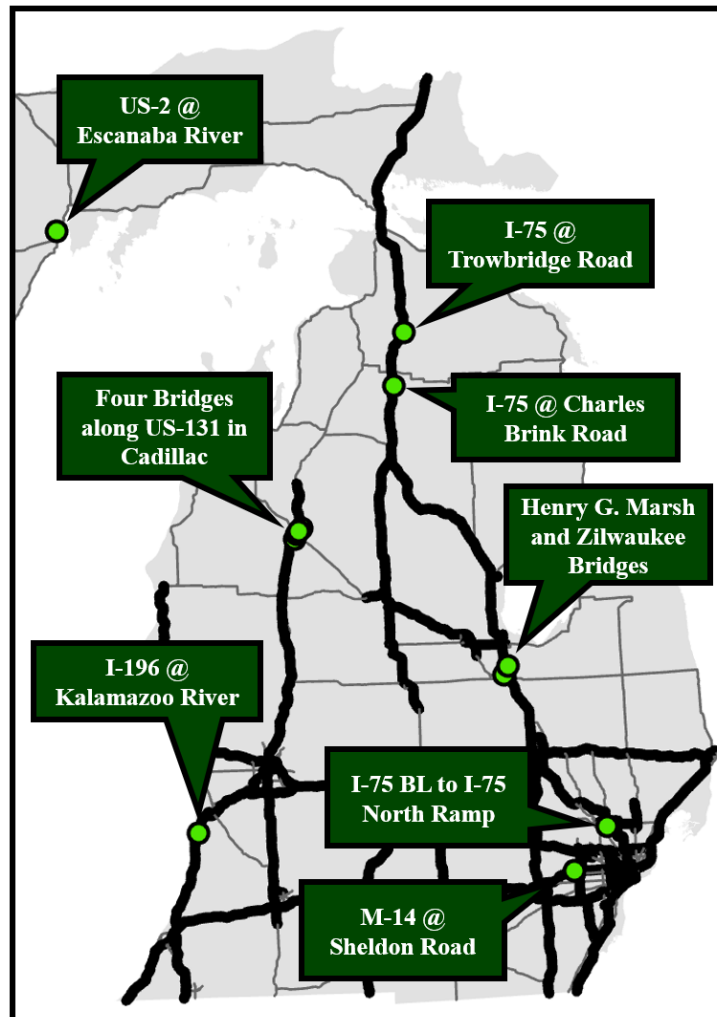 US-2 @
Escanaba River
I-75 @
Trowbridge Road
Four Bridges
along US-131 in
Cadillac
I-75 @ Charles
Brink Road
Henry G. Marsh
and Zilwaukee
Bridges
I-196 @
Kalamazoo River
I-75 BL to I-75
North Ramp
M-14 @
Sheldon Road